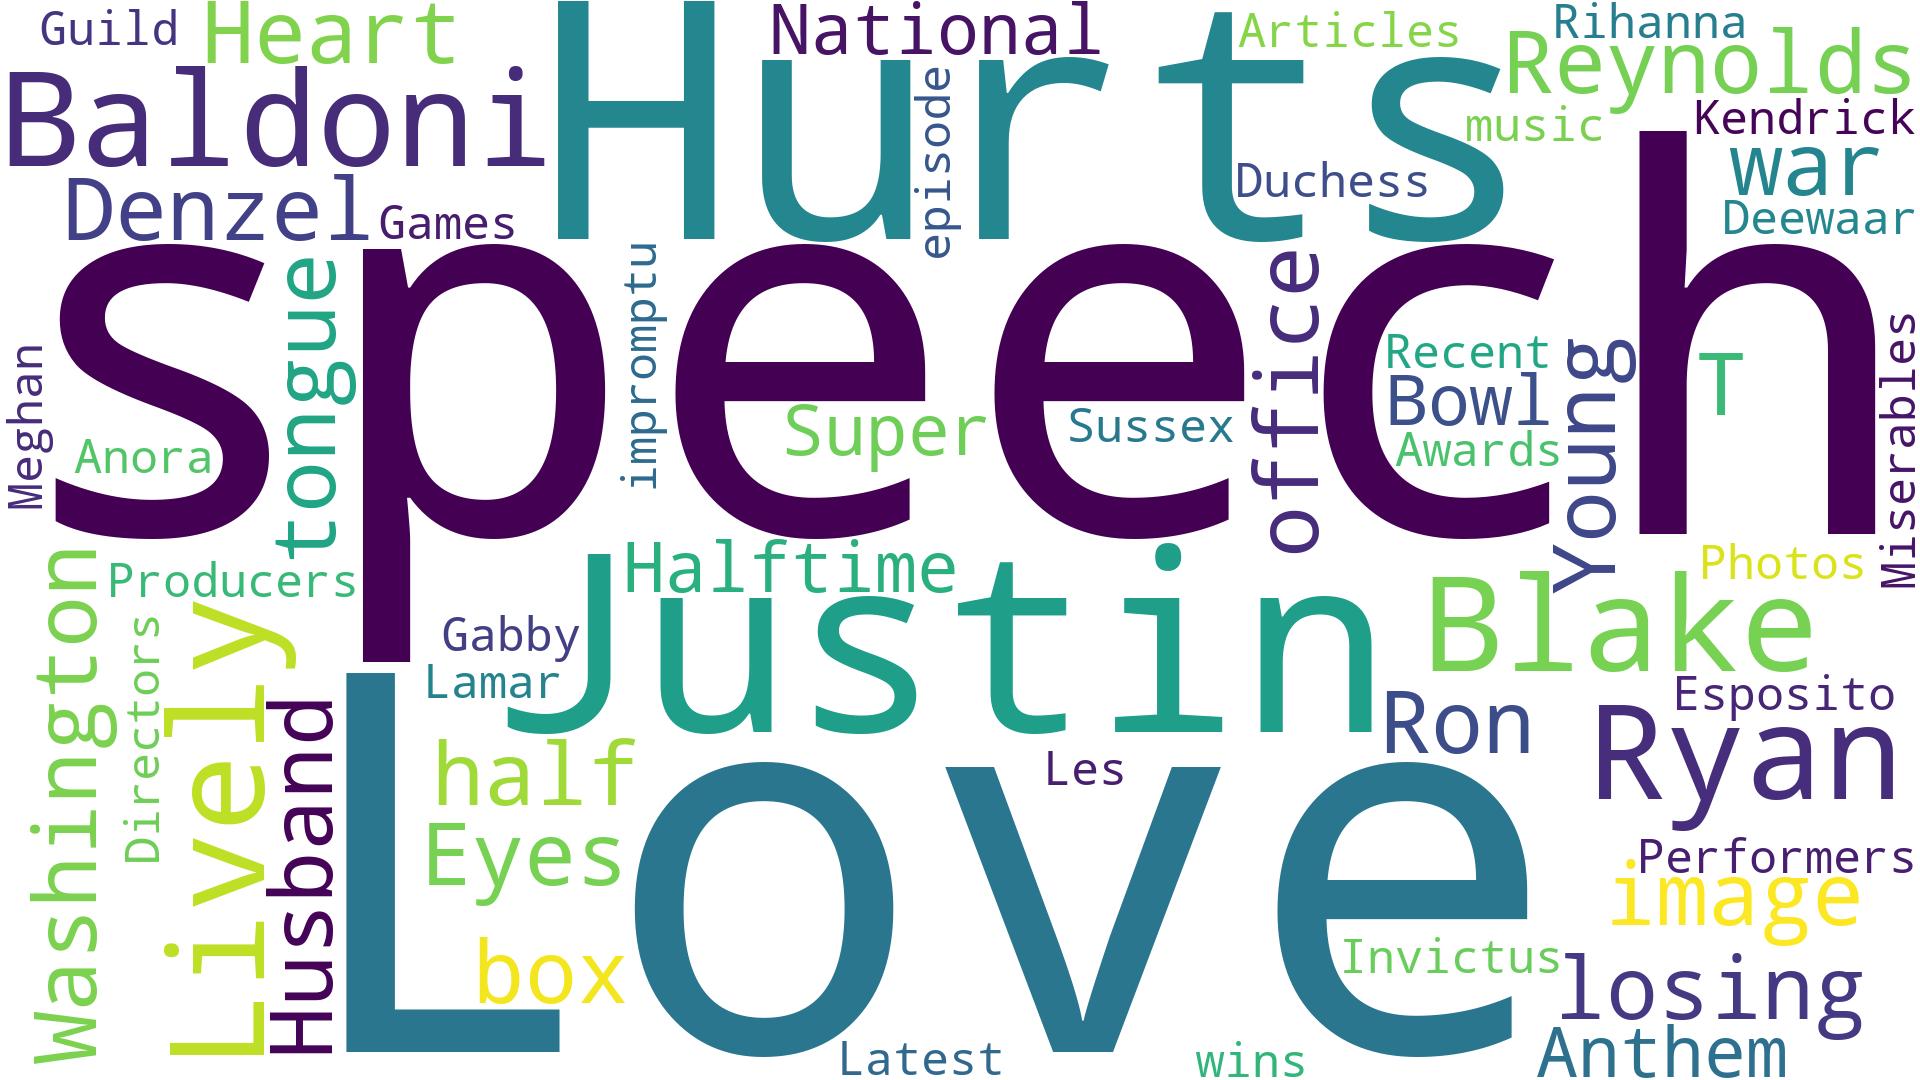 Guild
Heart
Hurts
National
Articles
Rihanna
Reynolds
Baldoni
episode
music
Kendrick
war
Denzel
Games
Duchess
Deewaar
speech
tongue
impromptu
office
Meghan
Anora
Super
Sussex
Recent
Bowl
Awards
Young
T
Miserables
Washington
Producers
Halftime
Justin
Photos
Blake
Directors
Lively
Gabby
Lamar
Husband
Love
Ron
Esposito
Ryan
half
Les
Eyes
Performers
image
box
Invictus
losing
Latest
wins
Anthem